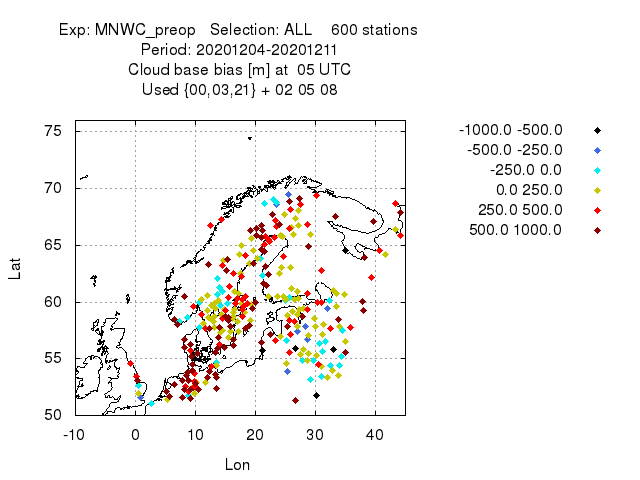 Exp: MNWC_preop   Selection: ALL    600 stations
Period: 20201204-20201211
Cloud base bias [m] at  05 UTC
Used {00,03,21} + 02 05 08
-1000.0 -500.0
-500.0 -250.0
-250.0 0.0
0.0 250.0
250.0 500.0
500.0 1000.0
75
70
65
60
55
50
Lat
-10 0 10 20 30 40
Lon